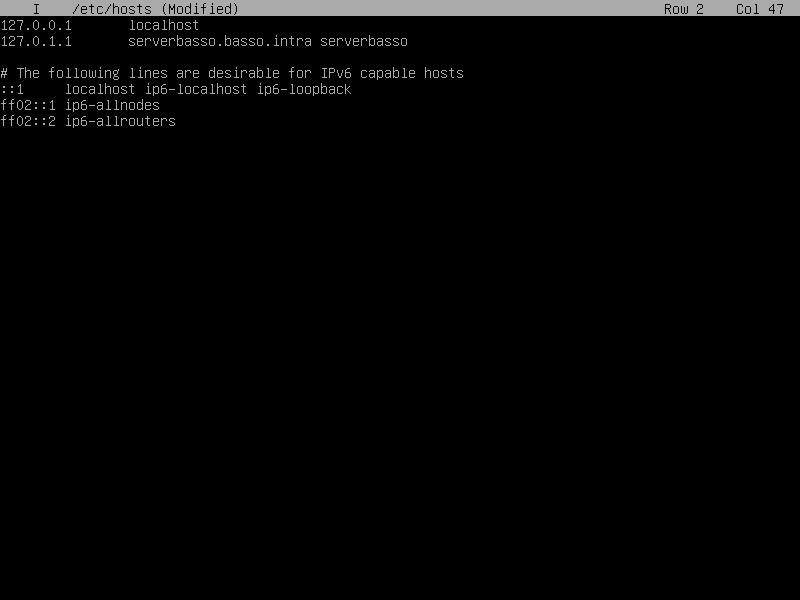 I    /etc/hosts (Modified)    Row 2    Col 47
127.0.0.1       localhost
127.0.1.1       serverbasso.basso.intra serverbasso

# The following lines are desirable for IPv6 capable hosts
::1     localhost ip6-localhost ip6-loopback
ff02::1 ip6-allnodes
ff02::2 ip6-allrouters